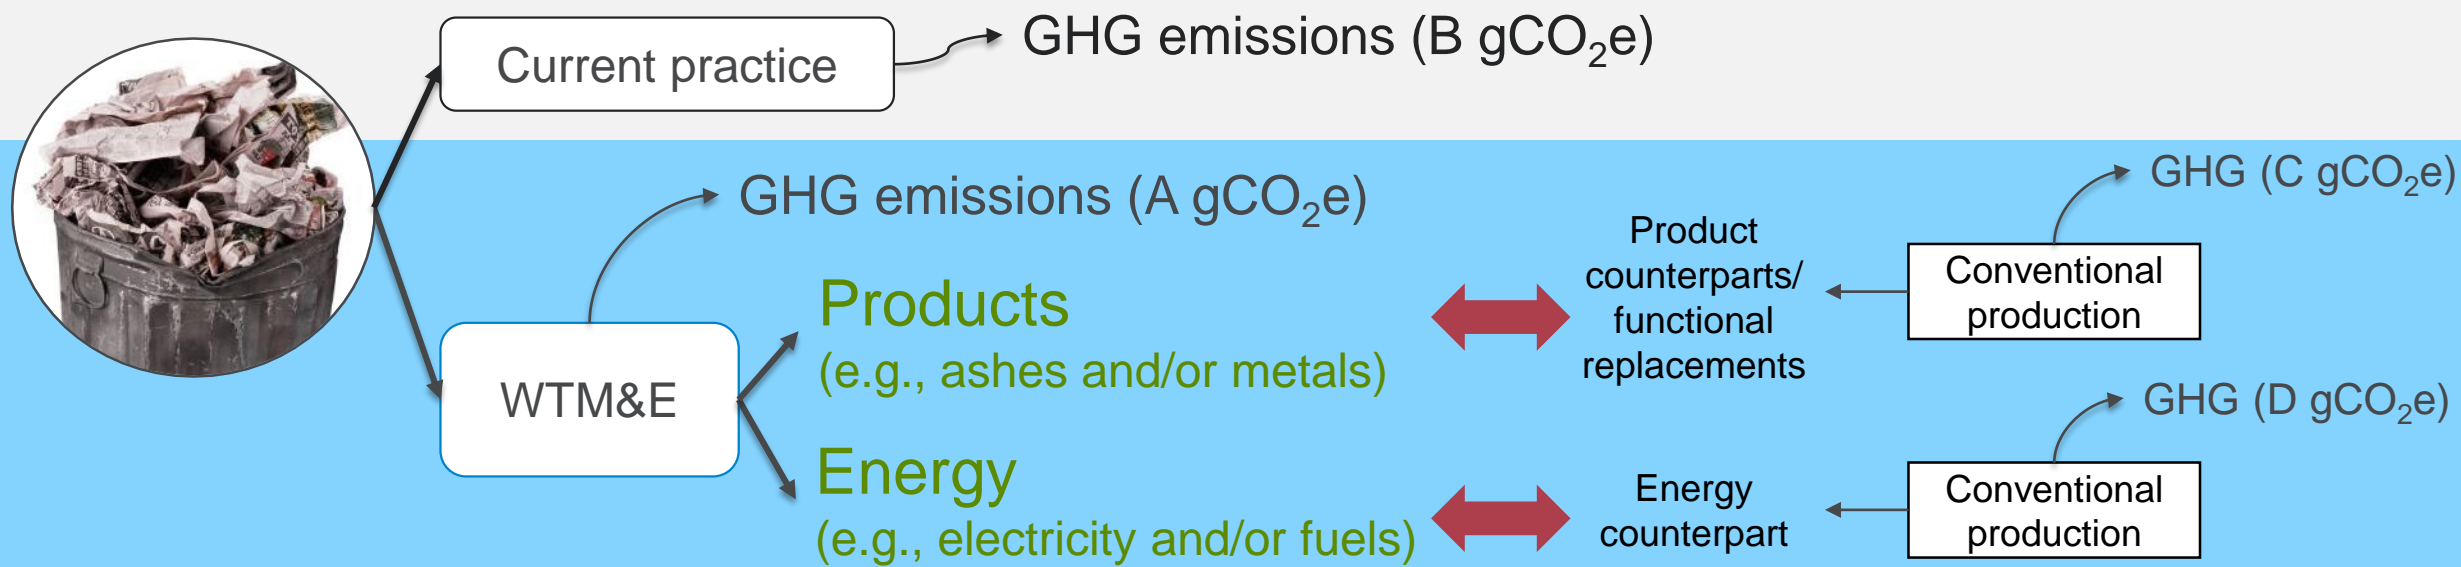 Current practice
GHG emissions (B gCO₂e)
GHG emissions (A gCO₂e)
WTM&E
Products
(e.g., ashes and/or metals)
Energy
(e.g., electricity and/or fuels)
Product
counterparts/
functional
replacements
Conventional
production
GHG (C gCO₂e)
Energy
counterpart
Conventional
production
GHG (D gCO₂e)